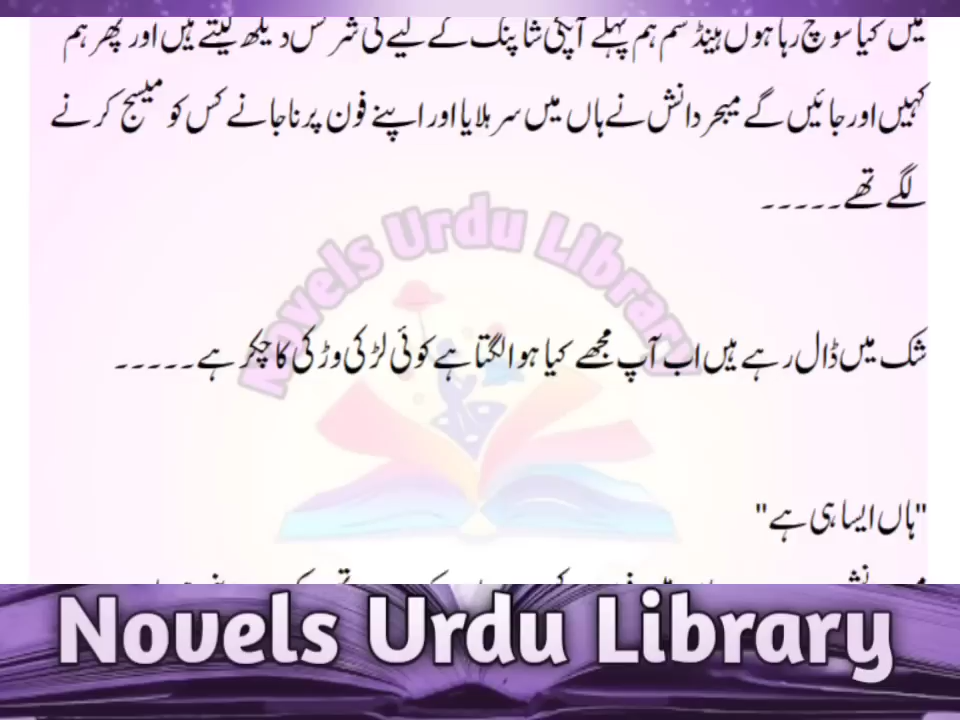 میں کیا سوچ رہا ہوں ہینڈسم ہم پہلے آپکی شاپنگ کے لیے ٹی شرٹس دیکھ لیتے ہیں اور پھر ہم
کہیں اور جائیں گے میجر دانش نے ہاں میں سر ہلایا اور اپنے فون پر نا جانے کس کو میسج کرنے
لگے تھے۔۔۔۔۔
Novels Urdu Library
شک میں ڈال رہے ہیں اب آپ مجھے کیا ہوا لگتا ہے کوئی لڑکی وڑکی کا چکر ہے۔۔۔۔۔
"ہاں ایسا ہی ہے"
Novels Urdu Library